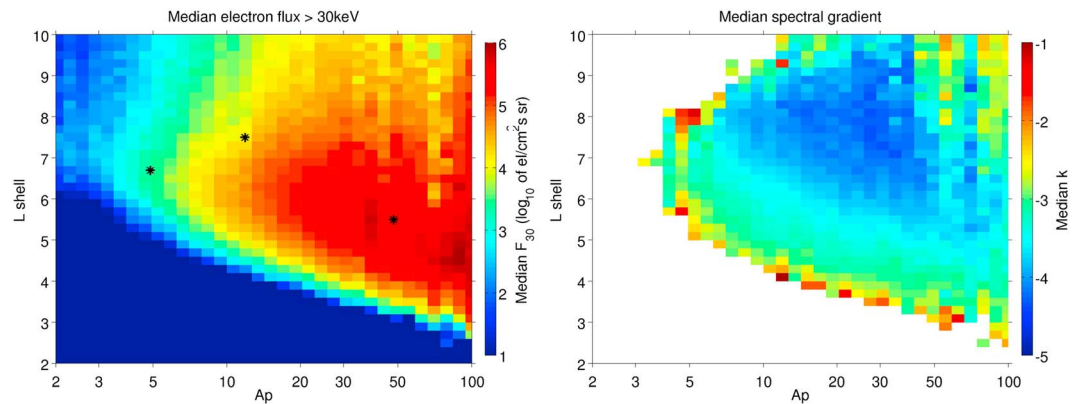 Median electron flux > 30keV
10
9
8
7
6
5
4
3
2
L shell
2 3 5 10 20 30 50 100
Ap
6
5
4
3
2
1
Median F30 (log10 of el/cm2s sr)
Median spectral gradient
10
9
8
7
6
5
4
3
2
L shell
2 3 5 10 20 30 50 100
Ap
-1
-2
-3
-4
-5
Median k